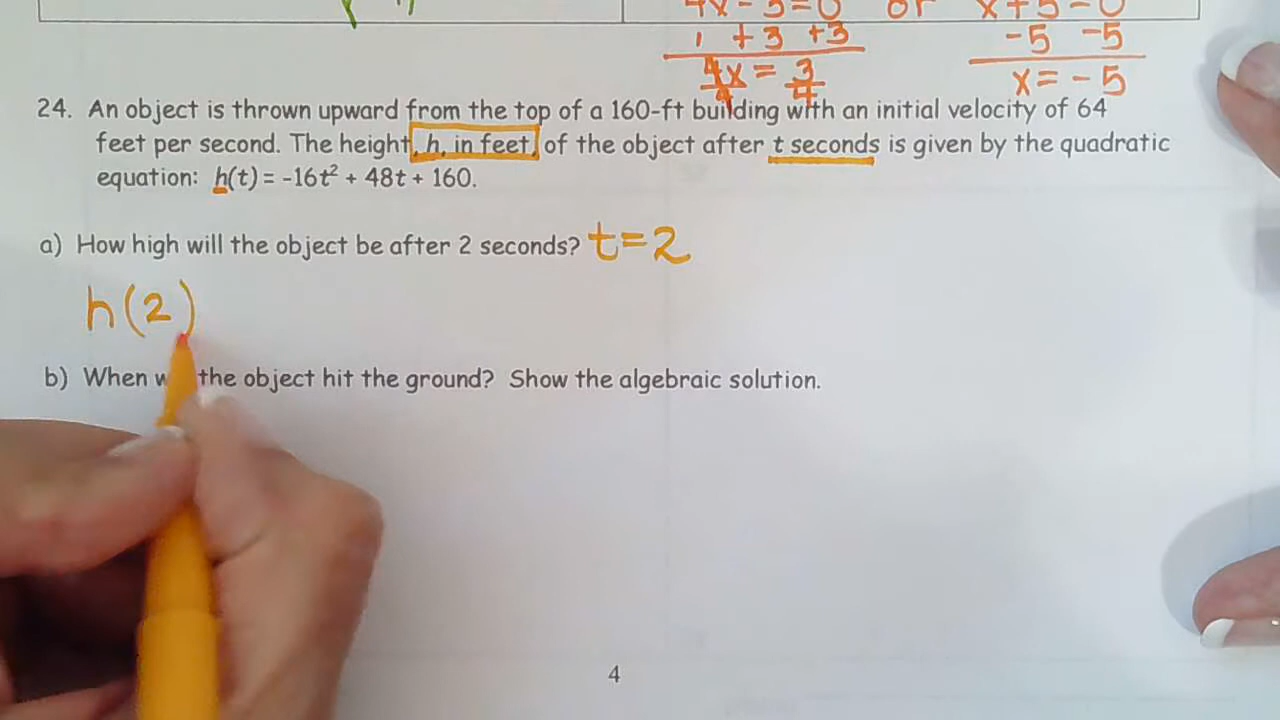 4x - 3 = 0 or x + 5 = 0
+3 +3 -5 -5
4x = 3 x = -5
4 4
24. An object is thrown upward from the top of a 160-ft building with an initial velocity of 64
feet per second. The height, h, in feet, of the object after t seconds is given by the quadratic
equation: h(t) = -16t² + 48t + 160.
a) How high will the object be after 2 seconds? t=2
h(2)
b) When the object hit the ground? Show the algebraic solution.
4